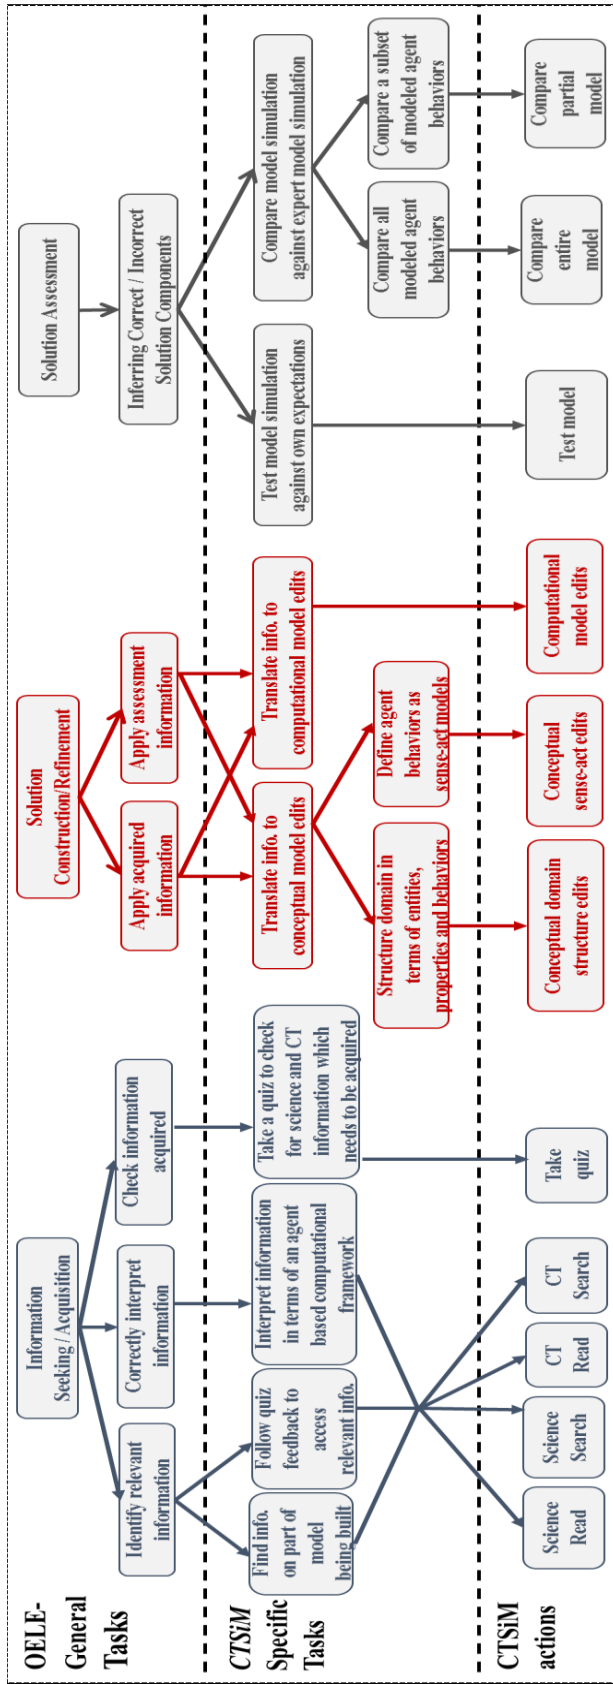 OELE-
General
Tasks
Information
Seeking / Acquisition
Solution
Construction/Refinement
Solution Assessment
Identify relevant
information
Correctly interpret
information
Check information
acquired
Apply acquired
information
Apply assessment
information
Inferring Correct / Incorrect
Solution Components
CTSiM
Specific
Tasks
Find info.
on part of
model
being built
Follow quiz
feedback to
access
relevant info.
Interpret information
in terms of an agent
based computational
framework
Take a quiz to check
for science and CT
information which
needs to be acquired
Translate info. to
conceptual model edits
Translate info. to
computational model edits
Test model simulation
against own expectations
Compare model simulation
against expert model simulation
Structure domain in
terms of entities,
properties and behaviors
Define agent
behaviors as
sense-act models
Compare all
modeled agent
behaviors
Compare a subset
of modeled agent
behaviors
CTSiM
actions
Science
Read
Science
Search
CT
Read
CT
Search
Take
quiz
Conceptual domain
structure edits
Conceptual
sense-act edits
Computational
model edits
Test model
Compare
entire
model
Compare
partial
model